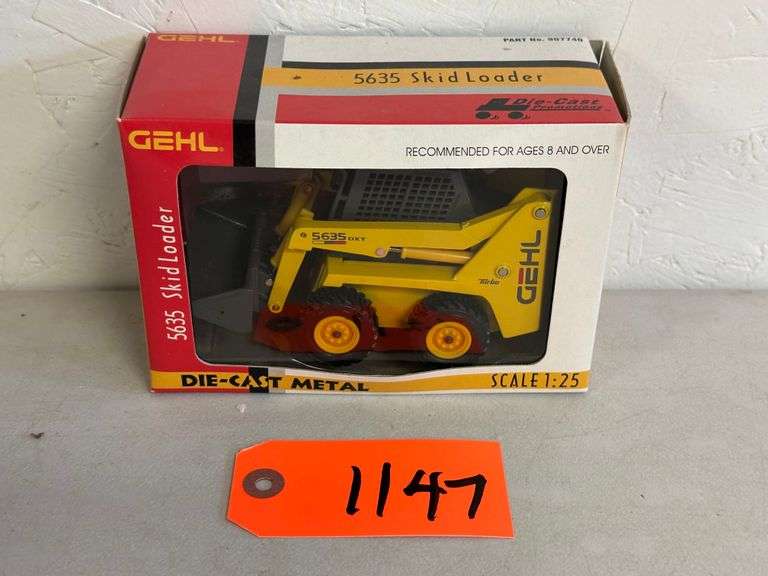 GEHL
PART No. 907740
5635 Skid Loader
Die-Cast
Promotions
GEHL
RECOMMENDED FOR AGES 8 AND OVER
5635 Skid Loader
5635 DXT
GEHL
Turbo
DIE-CAST METAL
SCALE 1:25
1147